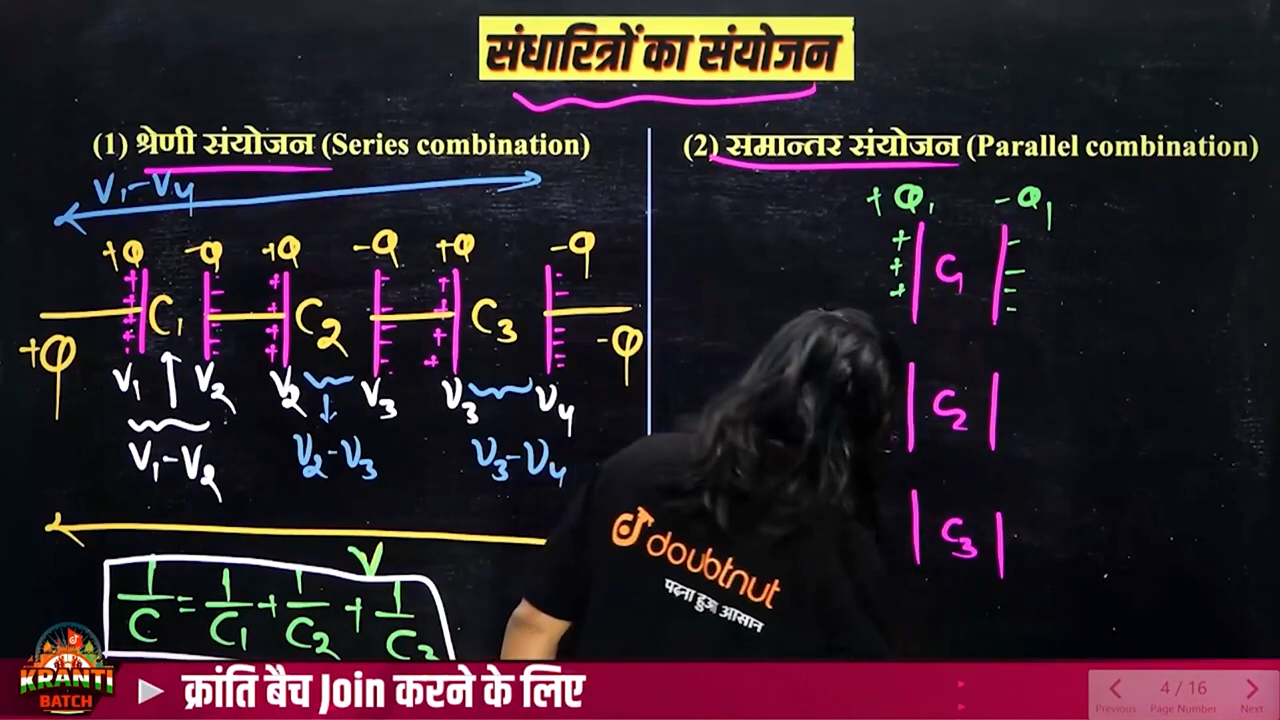 संधारित्रों का संयोजन
(1) श्रेणी संयोजन (Series combination)
V₁-V₄
+Q -Q +Q -Q +Q -Q
C₁ C₂ C₃
+Q -Q
V₁ V₂ V₂ V₃ V₃ V₄
V₁-V₂ V₂-V₃ V₃-V₄
V
1/C = 1/C₁ + 1/C₂ + 1/C₃
(2) समान्तर संयोजन (Parallel combination)
+Q₁ -Q₁
C₁
C₂
C₃
doubtnut
पढ़ना हुआ आसान
KRANTI
BATCH
क्रांति बैच Join करने के लिए
4 / 16
Previous Page Number Next